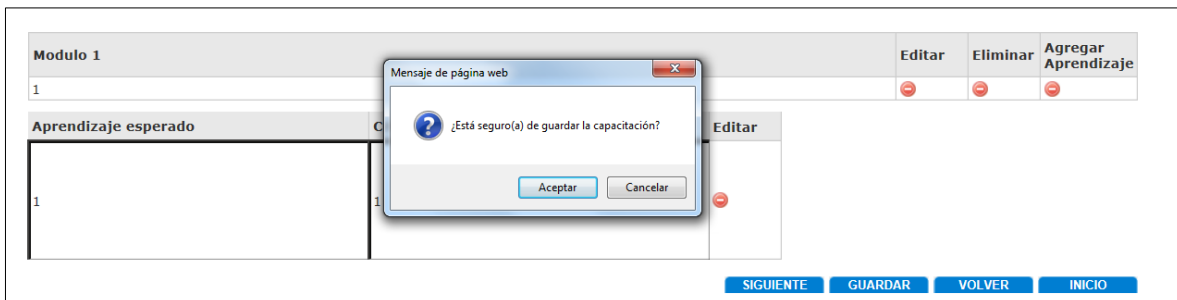 Modulo 1 Editar Eliminar Agregar
Aprendizaje
1
Mensaje de página web
¿Está seguro(a) de guardar la capacitación?
Aceptar Cancelar
Aprendizaje esperado Editar
1 1
SIGUIENTE GUARDAR VOLVER INICIO